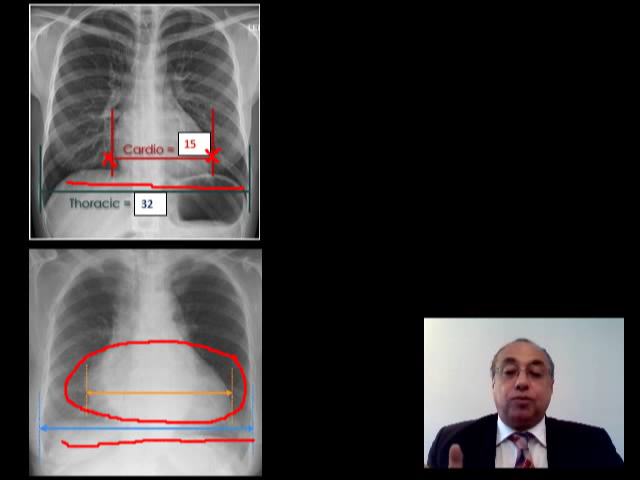 Cardio = 15
Thoracic = 32